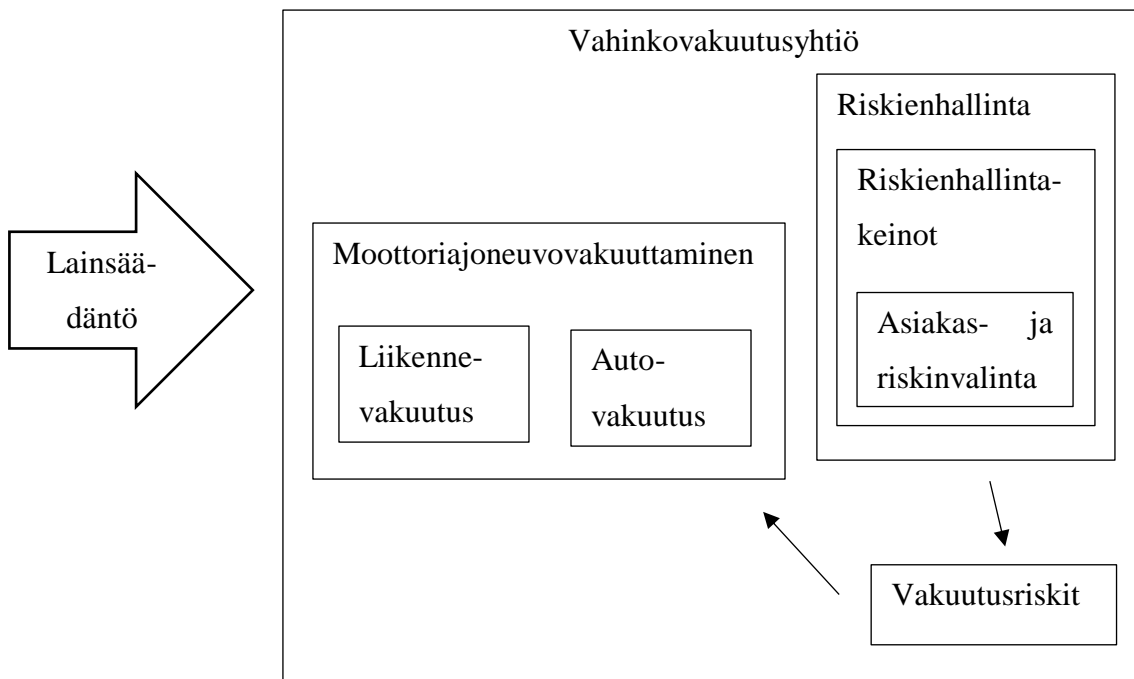 Vahinkovakuutusyhtiö
Riskienhallinta
Riskienhallinta-
keinot
Asiakas- ja
riskinvalinta
Moottoriajoneuvovakuuttaminen
Liikenne-
vakuutus
Auto-
vakuutus
Lainsää-
däntö
Vakuutusriskit